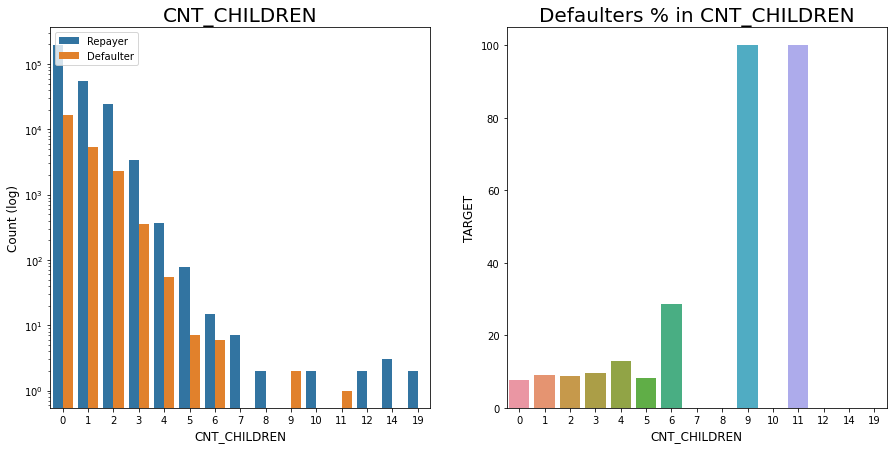 CNT_CHILDREN
Repayer
Defaulter
Count (log)
10^5
10^4
10^3
10^2
10^1
10^0
0 1 2 3 4 5 6 7 8 9 10 11 12 14 19
CNT_CHILDREN
Defaulters % in CNT_CHILDREN
TARGET
100
80
60
40
20
0
0 1 2 3 4 5 6 7 8 9 10 11 12 14 19
CNT_CHILDREN